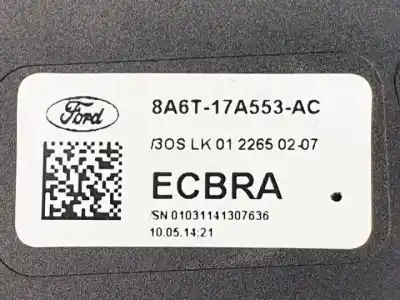 Ford
8A6T-17A553-AC
/3OS LK 01 2265 02-07
ECBRA
/SN 01031141307636
10.05.14;21